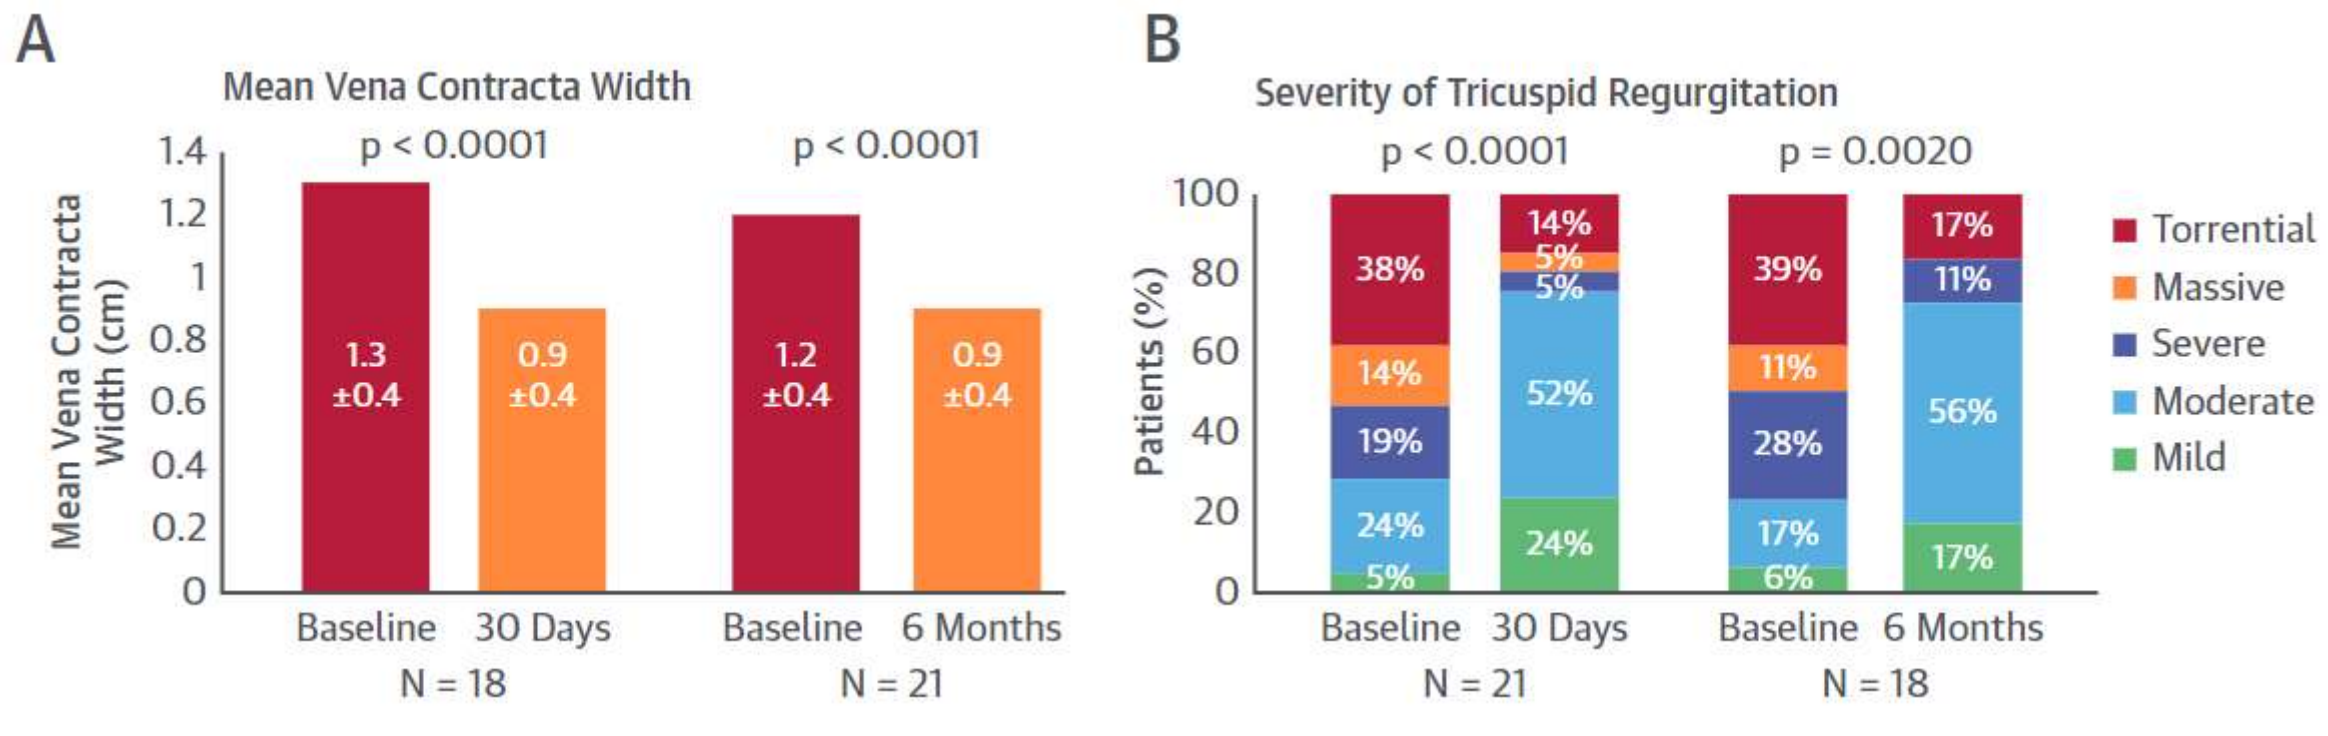 A
Mean Vena Contracta Width
p < 0.0001
p < 0.0001
Mean Vena Contracta
Width (cm)
1.4
1.2
1
0.8
0.6
0.4
0.2
0
1.3
±0.4
0.9
±0.4
1.2
±0.4
0.9
±0.4
Baseline
30 Days
Baseline
6 Months
N = 18
N = 21
B
Severity of Tricuspid Regurgitation
p < 0.0001
p = 0.0020
Patients (%)
100
80
60
40
20
0
38%
14%
19%
24%
5%
14%
5%
5%
52%
24%
39%
11%
28%
17%
6%
17%
11%
56%
17%
Baseline
30 Days
Baseline
6 Months
N = 21
N = 18
Torrential
Massive
Severe
Moderate
Mild